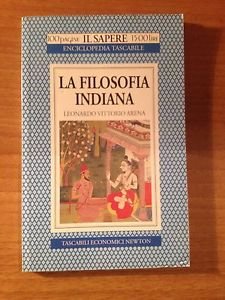 100 pagine IL SAPERE 1500 lire
ENCICLOPEDIA TASCABILE
LA FILOSOFIA
INDIANA
LEONARDO VITTORIO ARENA
TASCABILI ECONOMICI NEWTON